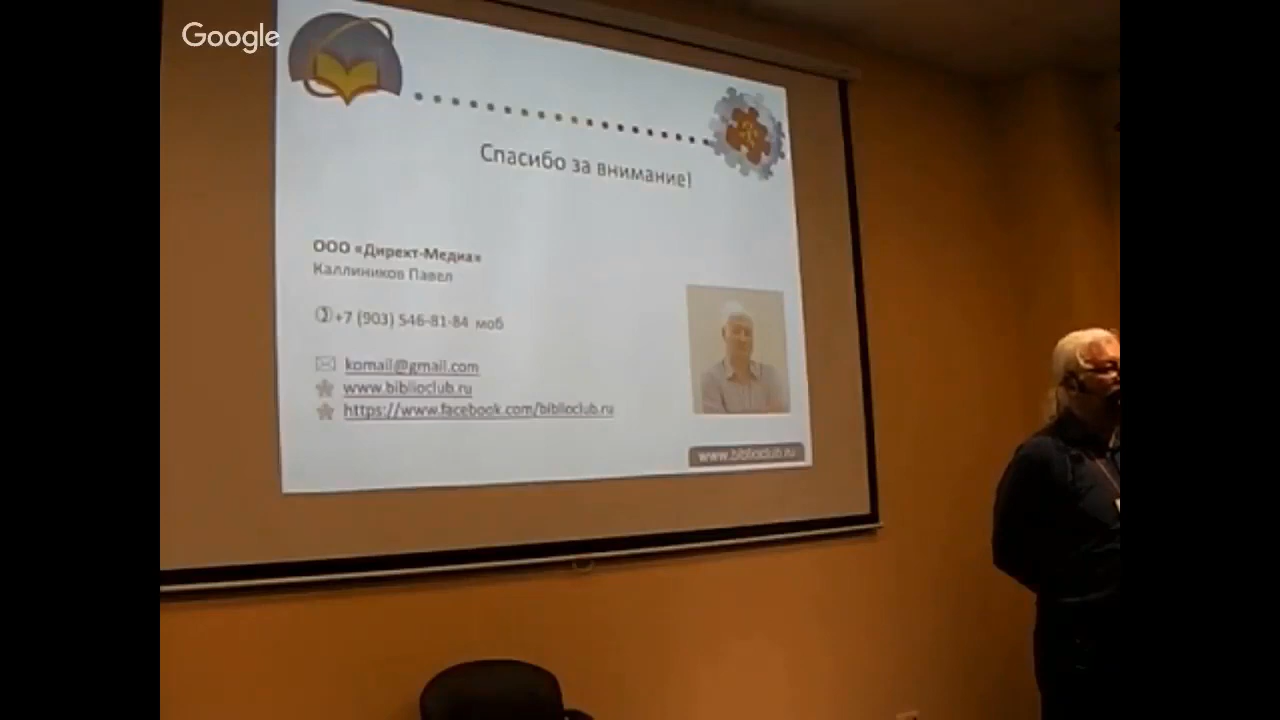 Google
Спасибо за внимание!
ООО «Директ-Медиа»
Каллиников Павел
+7 (903) 546-81-84 моб
komail@gmail.com
www.biblioclub.ru
https://www.facebook.com/biblioclub.ru
www.biblioclub.ru